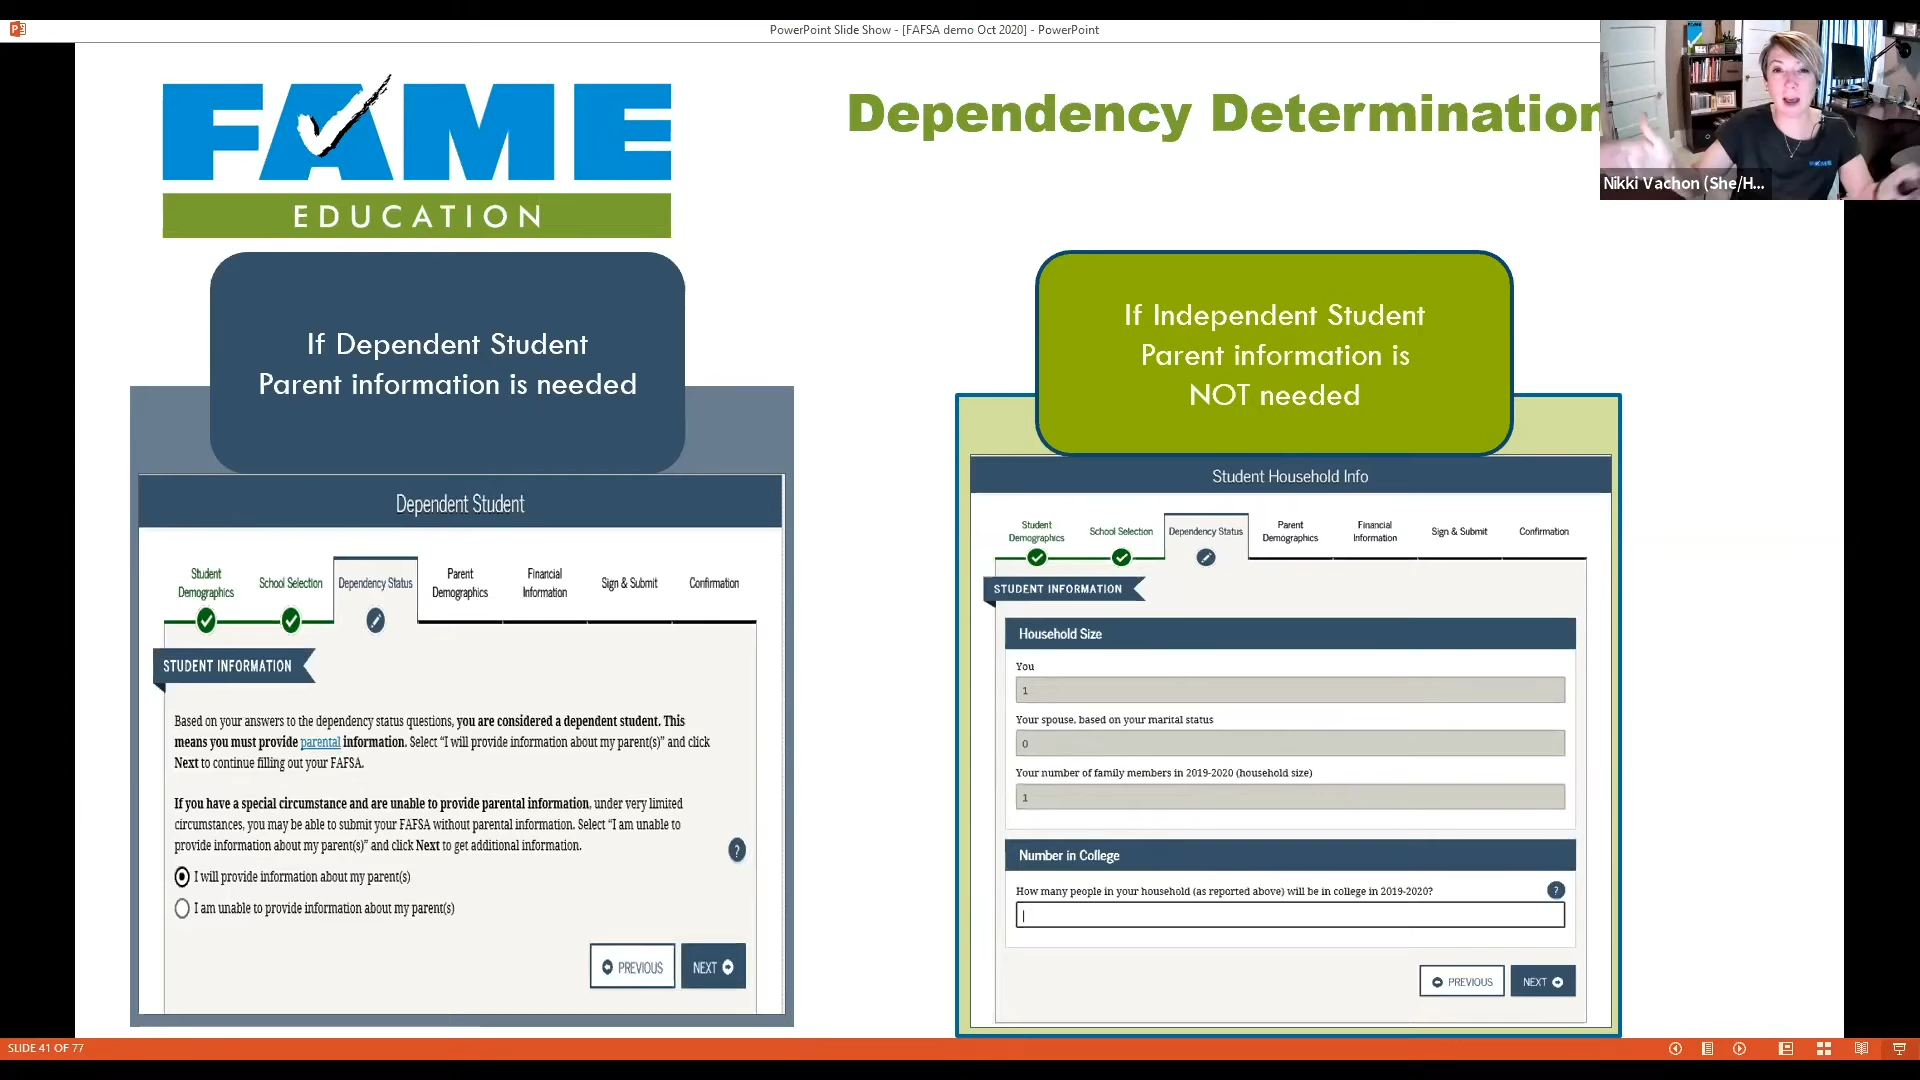 PowerPoint Slide Show - [FAFSA demo Oct 2020] - PowerPoint
FAME
EDUCATION
Dependency Determination
Nikki Vachon (She/H...
If Dependent Student
Parent information is needed
Dependent Student
Student Demographics
School Selection
Dependency Status
Parent Demographics
Financial Information
Sign & Submit
Confirmation
STUDENT INFORMATION
Based on your answers to the dependency status questions, you are considered a dependent student. This
means you must provide parental information. Select “I will provide information about my parent(s)” and click
Next to continue filling out your FAFSA.
If you have a special circumstance and are unable to provide parental information, under very limited
circumstances, you may be able to submit your FAFSA without parental information. Select “I am unable to
provide information about my parent(s)” and click Next to get additional information.
?
I will provide information about my parent(s)
I am unable to provide information about my parent(s)
PREVIOUS
NEXT
If Independent Student
Parent information is
NOT needed
Student Household Info
Student Demographics
School Selection
Dependency Status
Parent Demographics
Financial Information
Sign & Submit
Confirmation
STUDENT INFORMATION
Household Size
You
1
Your spouse, based on your marital status
0
Your number of family members in 2019-2020 (household size)
1
Number in College
How many people in your household (as reported above) will be in college in 2019-2020?
?
PREVIOUS
NEXT
SLIDE 41 OF 77